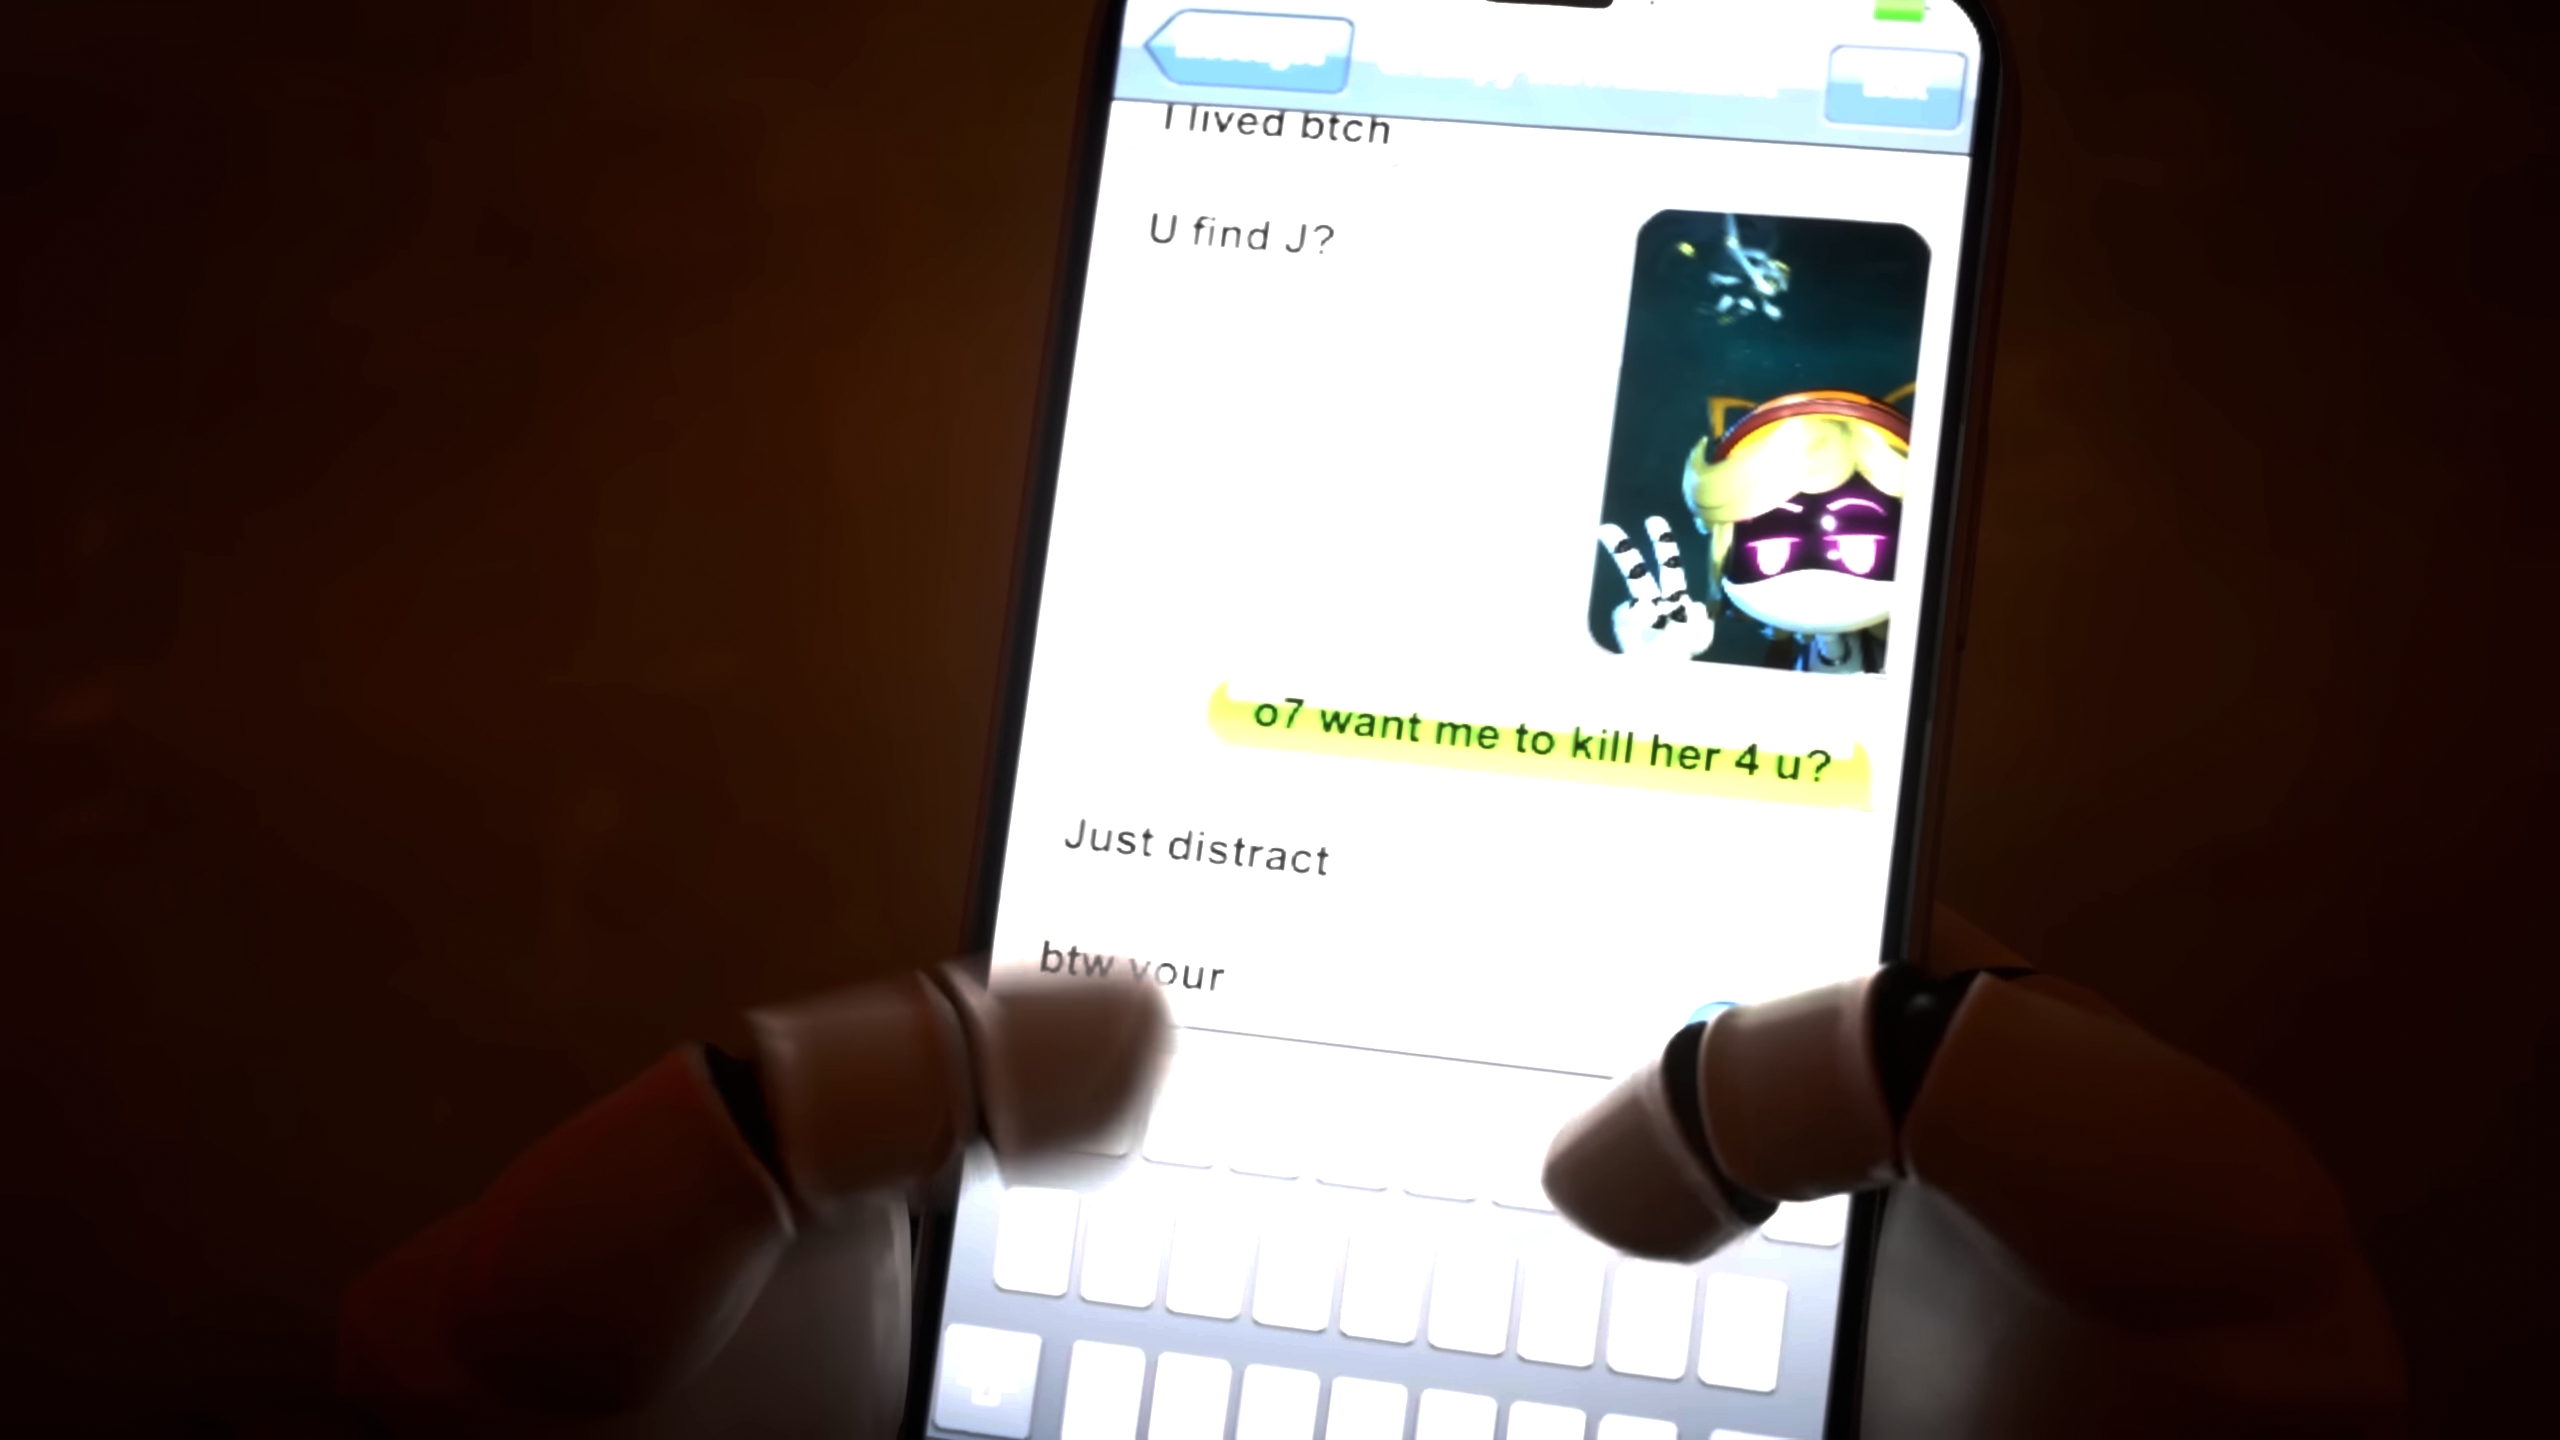 I lived btch
U find J?
o7 want me to kill her 4 u?
Just distract
btw your